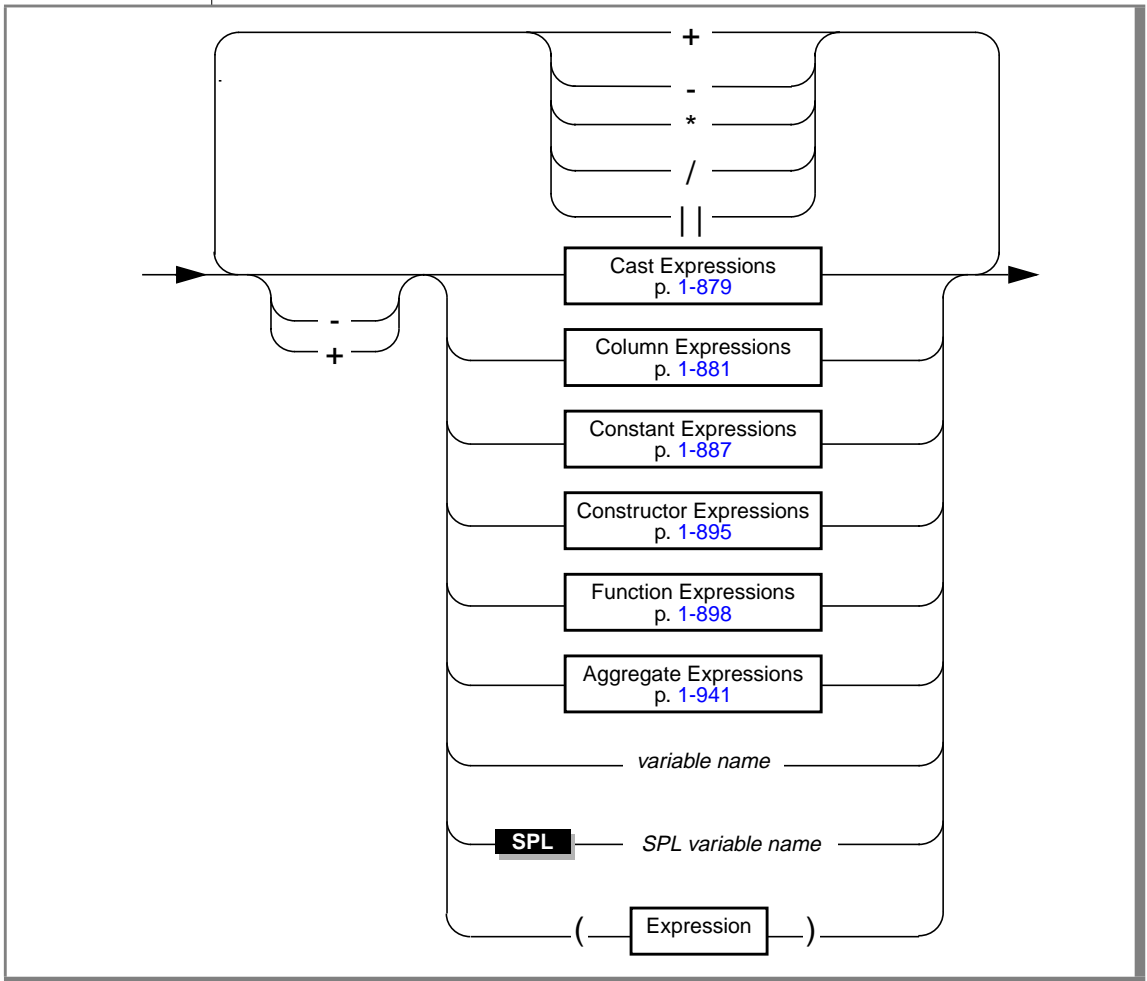 +
-
*
/
||
Cast Expressions
p. 1-879
-
+
Column Expressions
p. 1-881
Constant Expressions
p. 1-887
Constructor Expressions
p. 1-895
Function Expressions
p. 1-898
Aggregate Expressions
p. 1-941
variable name
SPL SPL variable name
( Expression )